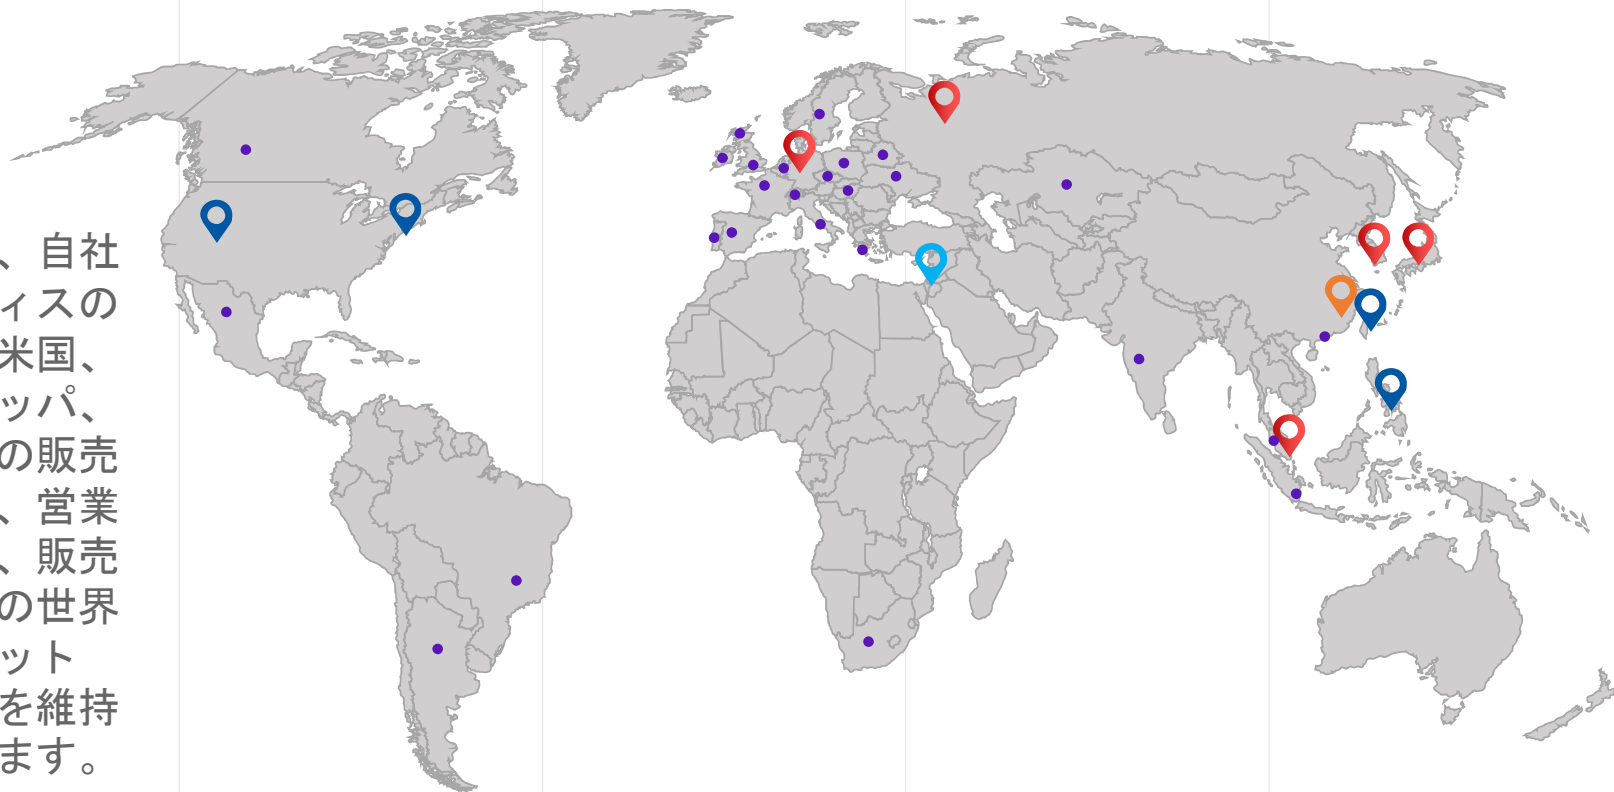 、自社
ィスの
米国、
ッパ、
の販売
、営業
、販売
の世界
ット
を維持
ます。